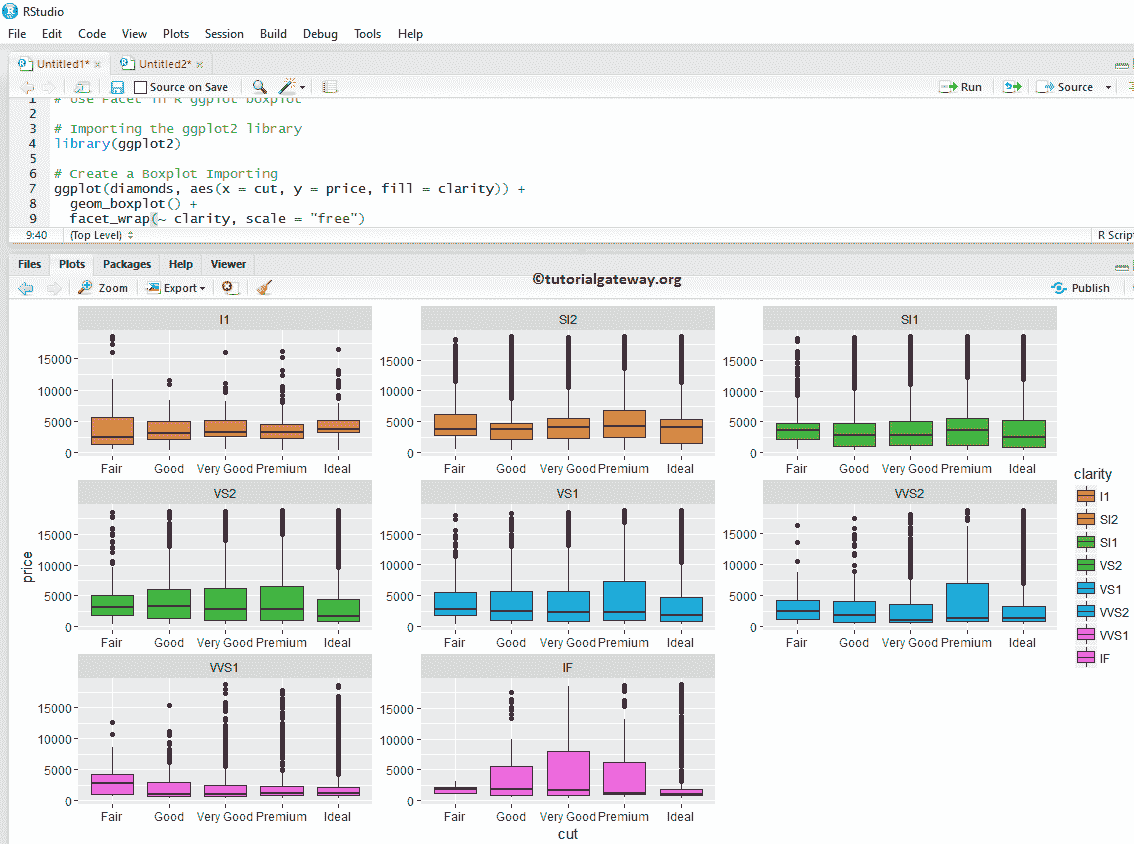 RStudio
File Edit Code View Plots Session Build Debug Tools Help
Untitled1* × Untitled2* ×
Source on Save Run Source
1 # Use Facet in R ggplot boxplot
2
3 # Importing the ggplot2 library
4 library(ggplot2)
5
6 # Create a Boxplot Importing
7 ggplot(diamonds, aes(x = cut, y = price, fill = clarity)) +
8 geom_boxplot() +
9 facet_wrap(~ clarity, scale = "free")
9:40 (Top Level) R Script
Files Plots Packages Help Viewer
Zoom Export ©tutorialgateway.org Publish
I1 SI2 SI1
15000 15000 15000
10000 10000 10000
5000 5000 5000
0 0 0
Fair Good Very Good Premium Ideal Fair Good Very Good Premium Ideal Fair Good Very Good Premium Ideal
VS2 VS1 VVS2
15000 15000 15000
10000 10000 10000
5000 5000 5000
0 0 0
Fair Good Very Good Premium Ideal Fair Good Very Good Premium Ideal Fair Good Very Good Premium Ideal
VVS1 IF
15000 15000
10000 10000
5000 5000
0 0
Fair Good Very Good Premium Ideal Fair Good Very Good Premium Ideal
price
cut
clarity
I1
SI2
SI1
VS2
VS1
VVS2
VVS1
IF